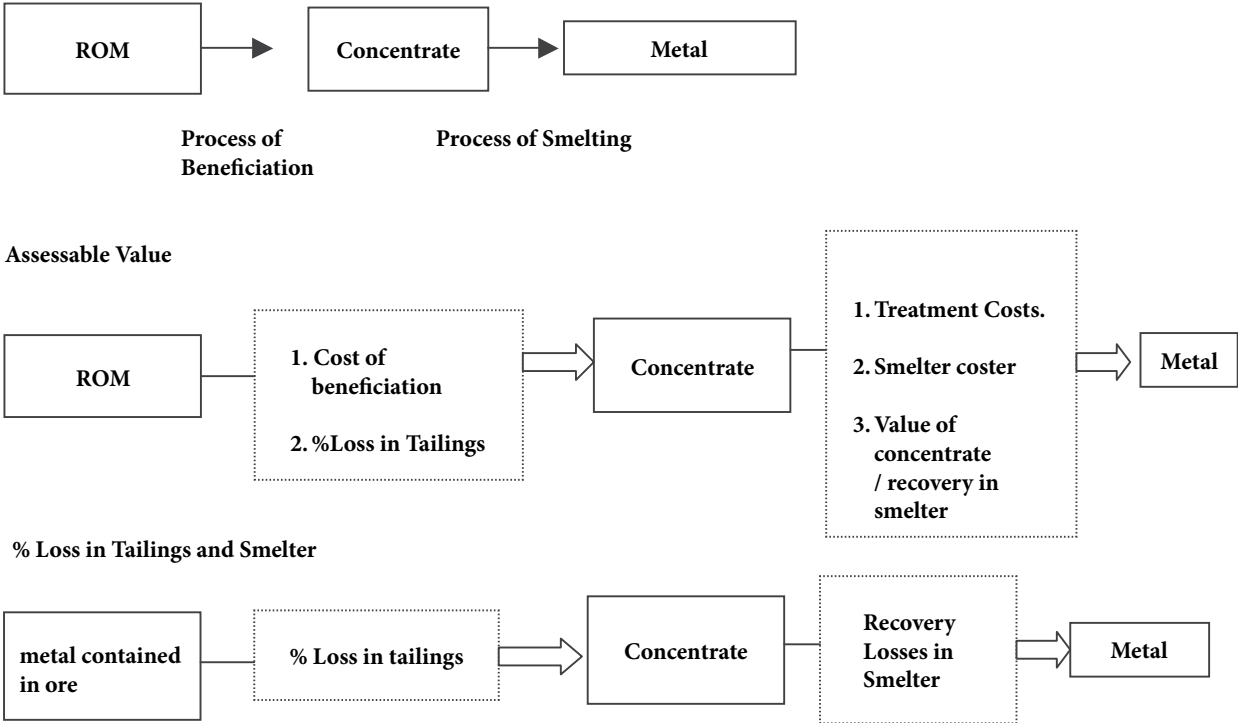 ROM
Concentrate
Metal
Process of
Beneficiation
Process of Smelting
Assessable Value
ROM
1. Cost of
beneficiation
2. %Loss in Tailings
Concentrate
1. Treatment Costs.
2. Smelter coster
3. Value of
concentrate
/ recovery in
smelter
Metal
% Loss in Tailings and Smelter
metal contained
in ore
% Loss in tailings
Concentrate
Recovery
Losses in
Smelter
Metal